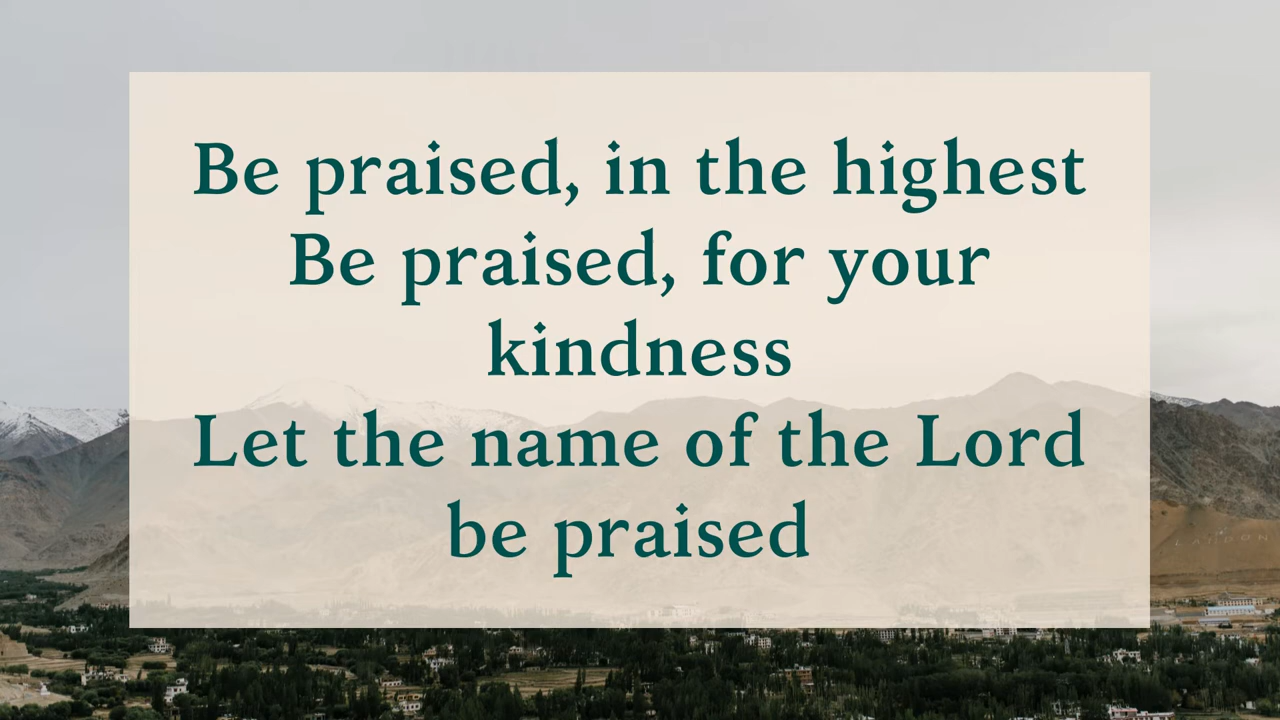 Be praised, in the highest
Be praised, for your
kindness
Let the name of the Lord
be praised